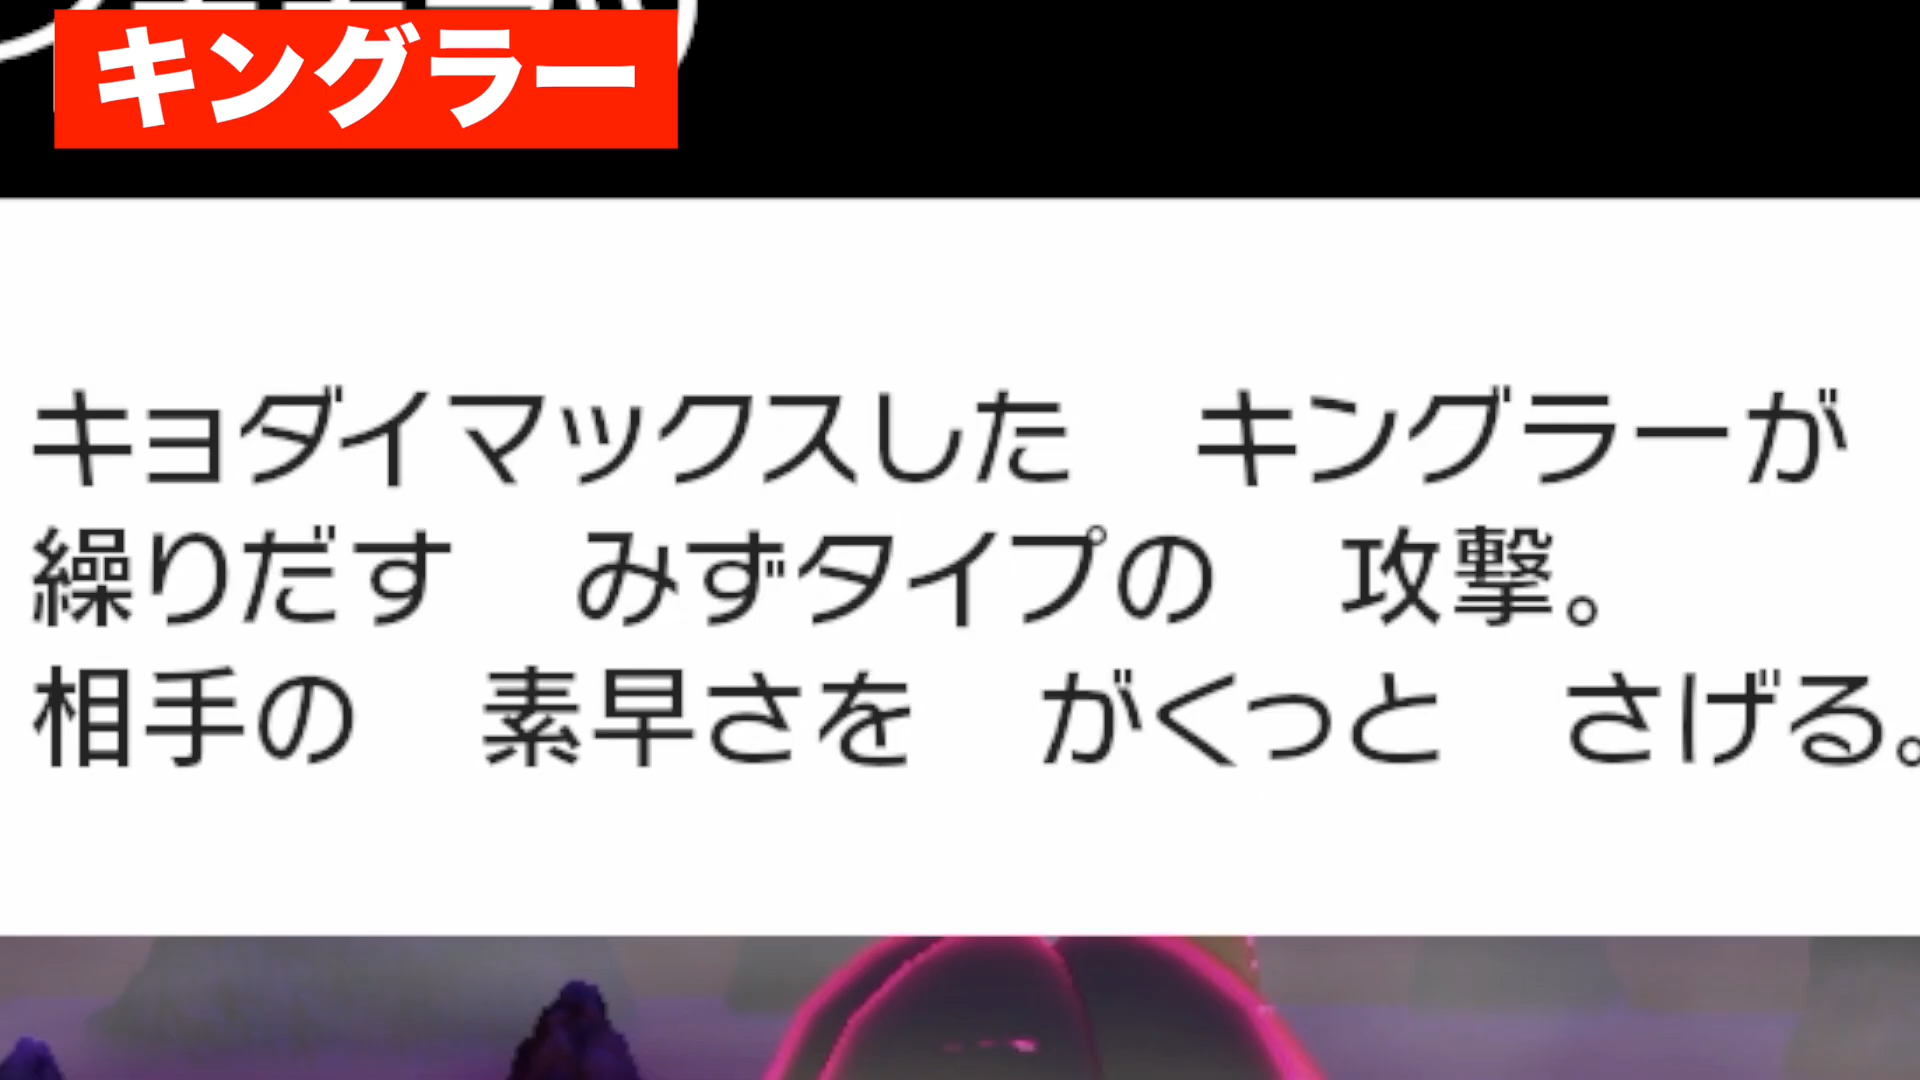 キングラー
キョダイマックスした　キングラーが
繰りだす　みずタイプの　攻撃。
相手の　素早さを　がくっと　さげる。